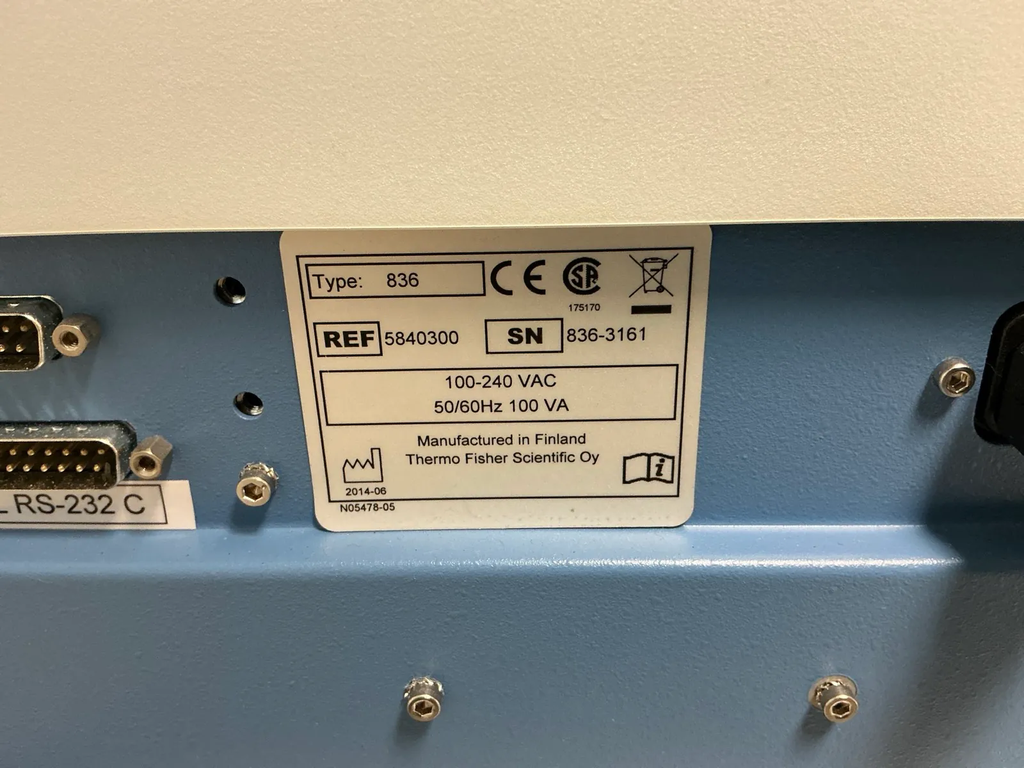 Type: 836
CE
175170
REF 5840300 SN 836-3161
100-240 VAC
50/60Hz 100 VA
Manufactured in Finland
Thermo Fisher Scientific Oy
2014-06
N05478-05
RS-232 C